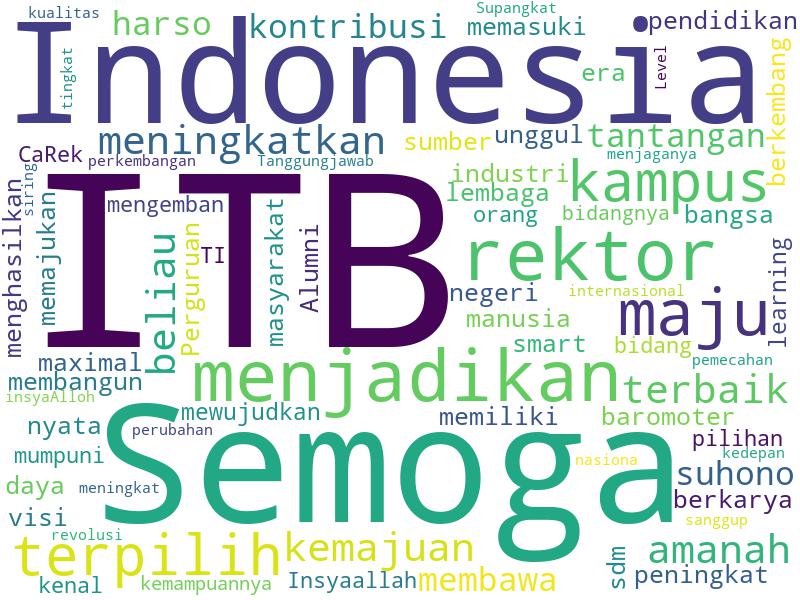 kualitas
harso
kontribusi
Supangkat
memasuki
pendidikan
Indonesia
tingkat
era
Level
berkembang
meningkatkan
sumber
unggul
tantangan
CaRek
perkembangan
Tanggungjawab
menjaganya
siring
industri
kampus
menghasilkan
memajukan
ITB
mengemban
lembaga
orang
bidangnya
bangsa
beliau
Perguruan
TI
masyarakat
Alumni
rektor
learning
negeri
internasional
manusia
maju
smart
bidang
maximal
menjadikan
pemecahan
membangun
terbaik
insyaAlloh
mewujudkan
memiliki
baromoter
nyata
perubahan
Semoga
pilihan
mumpuni
kedepan
nasiona
suhono
daya
meningkat
berkarya
visi
sanggup
revolusi
terpilih
kemajuan
amanah
sdm
peningkat
kenal
kemampuannya
Insyaallah
membawa